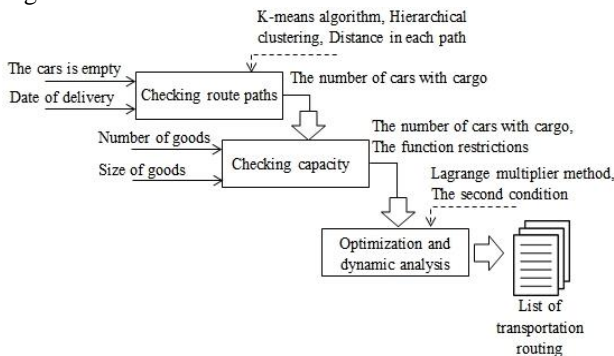 K-means algorithm, Hierarchical
clustering, Distance in each path
The cars is empty
Date of delivery
Checking route paths
The number of cars with cargo
Number of goods
Size of goods
Checking capacity
The number of cars with cargo,
The function restrictions
Lagrange multiplier method,
The second condition
Optimization and
dynamic analysis
List of
transportation
routing